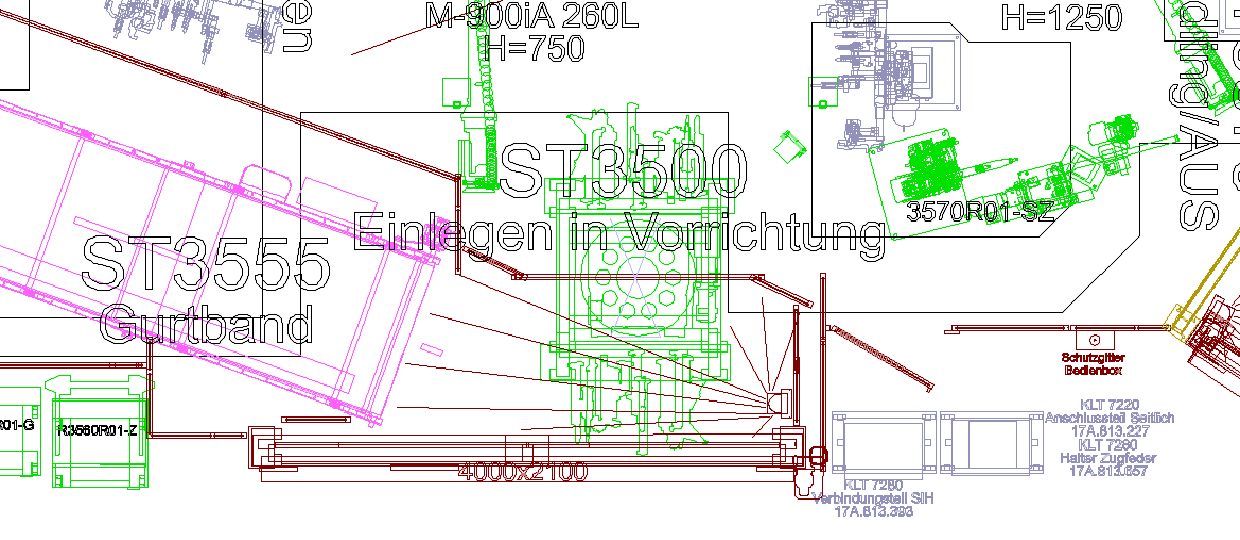 M-900iA 260L
H=750
H=1250
ST3500
Einlegen in Vorrichtung
3570R01-SZ
ST3555
Gurtband
Schutzgitter
Bedienbox
R3560R01-Z
4000x2100
KLT 7220
Anschlussteil Seitlich
17A.813.227
KLT 7280
Halter Zugfeder
17A.813.657
KLT 7280
Verbindungsteil SIH
17A.813.393
ding/AUS